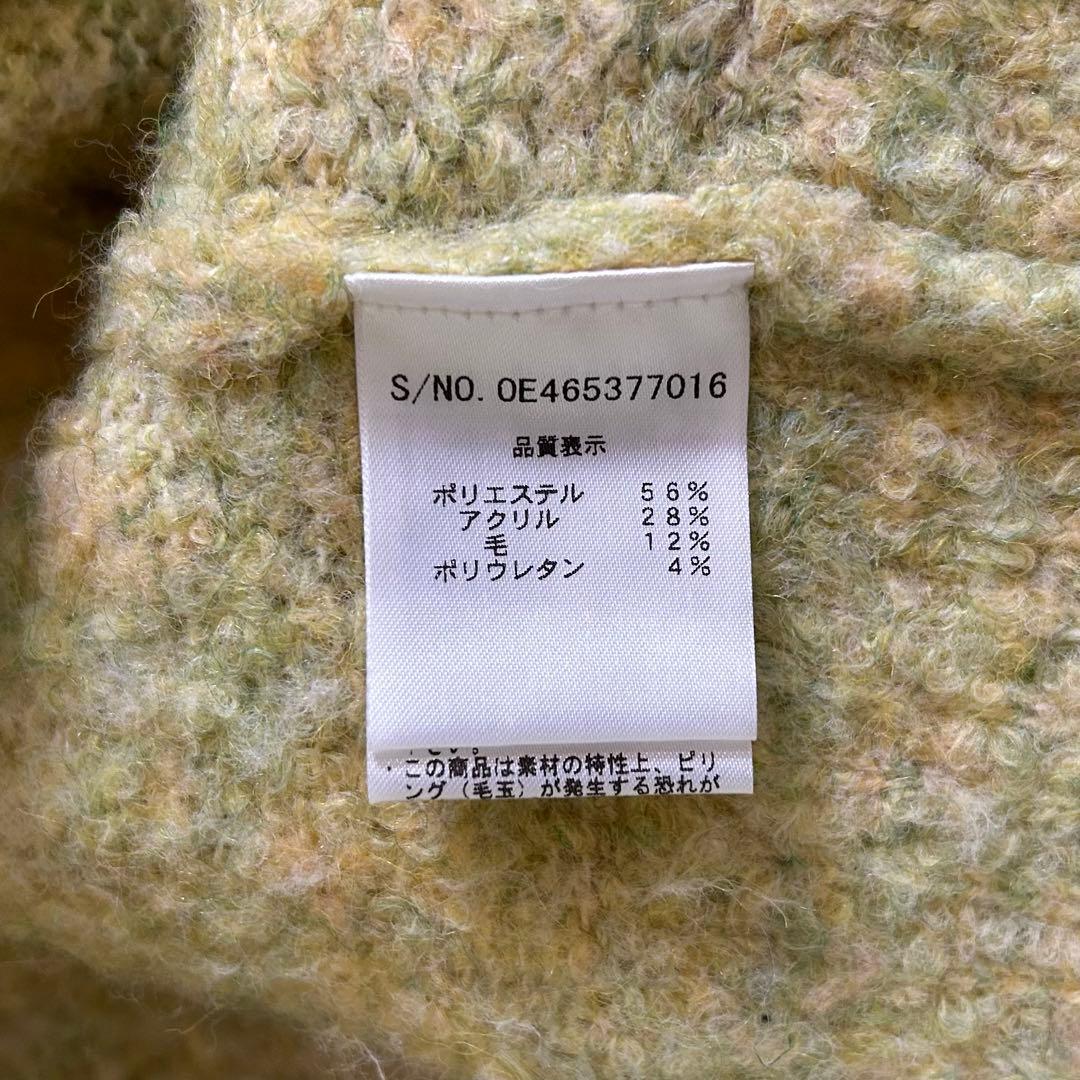 S/NO. 0E465377016
品質表示
ポリエステル 56%
アクリル 28%
毛 12%
ポリウレタン 4%
・この商品は素材の特性上、ピリ
ング（毛玉）が発生する恐れが